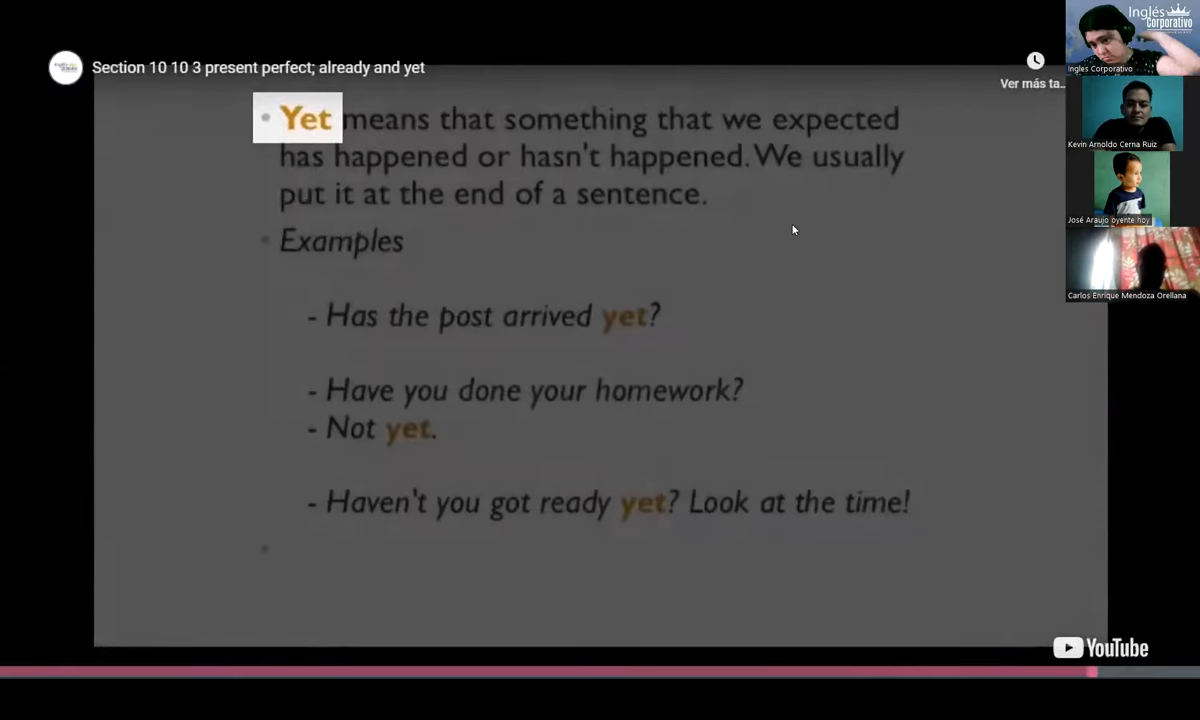 Section 10 10 3 present perfect; already and yet
Ver más ta...
• Yet means that something that we expected
has happened or hasn't happened. We usually
put it at the end of a sentence.
• Examples
- Has the post arrived yet?
- Have you done your homework?
- Not yet.
- Haven't you got ready yet? Look at the time!
YouTube
Inglés
Corporativo
Ingles Corporativo
Kevin Arnoldo Cerna Ruiz
José Araujo oyente hoy
Carlos Enrique Mendoza Orellana